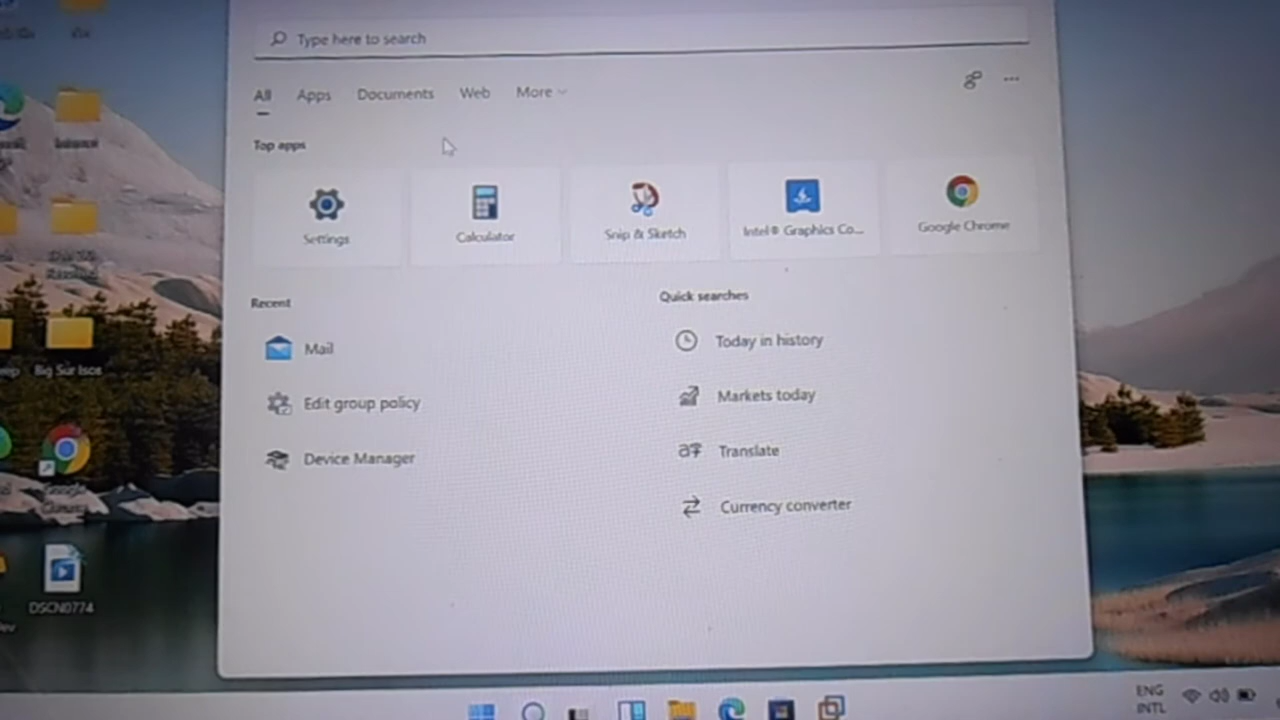 Type here to search
All Apps Documents Web More
Top apps
Settings Calculator Snip & Sketch Intel® Graphics Co... Google Chrome
Recent
Quick searches
Mail
Today in history
Edit group policy
Markets today
Device Manager
Translate
Currency converter
Big Sur Isos
Google
Chrome
DSCN0774
ENG
INTL